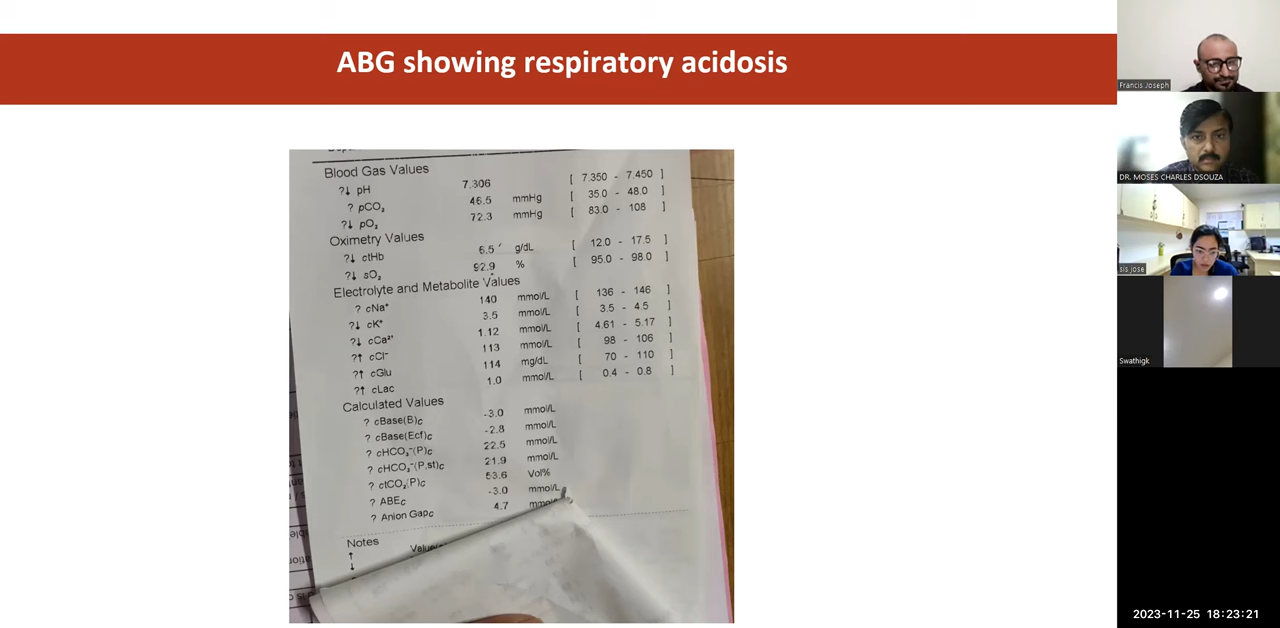 ABG showing respiratory acidosis
Blood Gas Values
?↓ pH 7.306 [ 7.350 - 7.450 ]
? pCO₂ 46.5 mmHg [ 35.0 - 48.0 ]
?↓ pO₂ 72.3 mmHg [ 83.0 - 108 ]
Oximetry Values
?↓ ctHb 6.5 g/dL [ 12.0 - 17.5 ]
?↓ sO₂ 92.9 % [ 95.0 - 98.0 ]
Electrolyte and Metabolite Values
? cNa⁺ 140 mmol/L [ 136 - 146 ]
?↓ cK⁺ 3.5 mmol/L [ 3.5 - 4.5 ]
?↓ cCa²⁺ 1.12 mmol/L [ 4.61 - 5.17 ]
?↑ cCl⁻ 113 mmol/L [ 98 - 106 ]
?↑ cGlu 114 mg/dL [ 70 - 110 ]
?↑ cLac 1.0 mmol/L [ 0.4 - 0.8 ]
Calculated Values
? cBase(B)c -3.0 mmol/L
? cBase(Ecf)c -2.8 mmol/L
? cHCO₃⁻(P)c 22.5 mmol/L
? cHCO₃⁻(P,st)c 21.9 mmol/L
? ctCO₂(P)c 53.6 Vol%
? ABEc -3.0 mmol/L
? Anion Gapc 4.7
Notes
↑
↓
Francis Joseph
DR. MOSES CHARLES DSOUZA
sis jose
Swathigk
2023-11-25 18:23:21